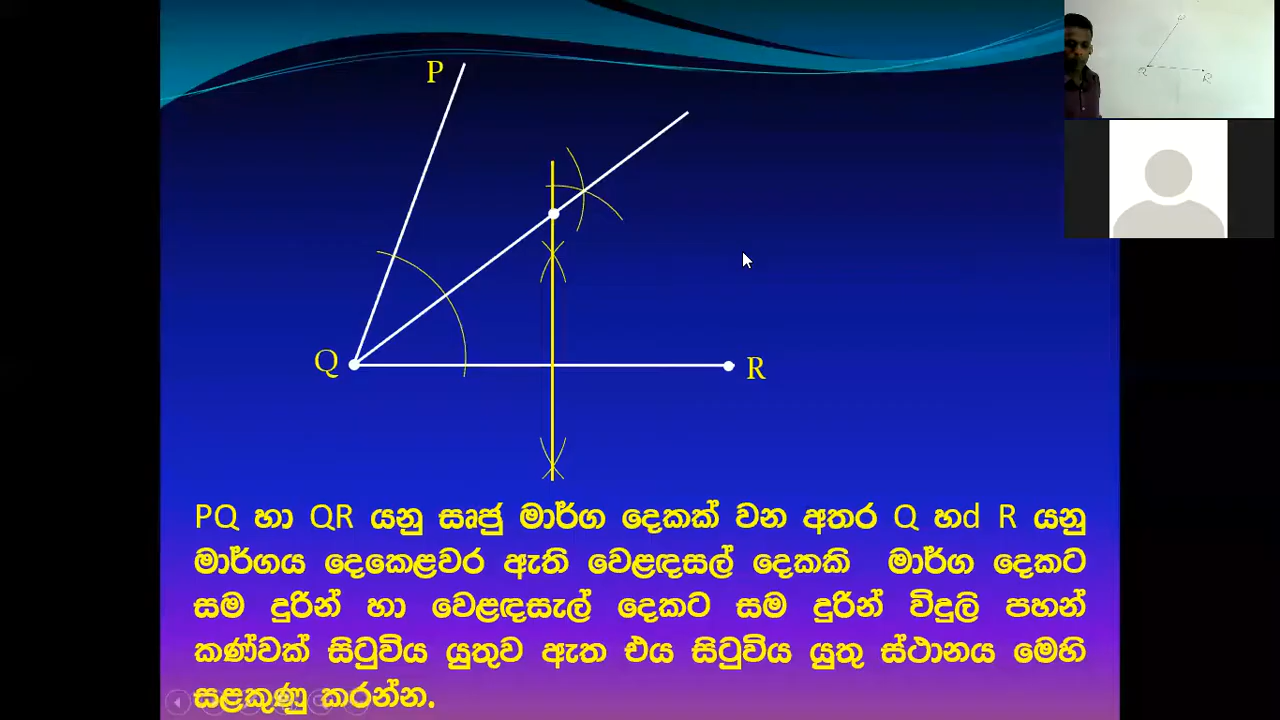 P
Q
R
PQ හා QR යනු සෘජු මාර්ග දෙකක් වන අතර Q හd R යනු
මාර්ගය දෙකෙළවර ඇති වෙළඳසල් දෙකකි මාර්ග දෙකට
සම දුරින් හා වෙළඳසැල් දෙකට සම දුරින් විදුලි පහන්
කණ්වක් සිටුවිය යුතුව ඇත එය සිටුවිය යුතු ස්ථානය මෙහි
සළකුණු කරන්න.
Q
R